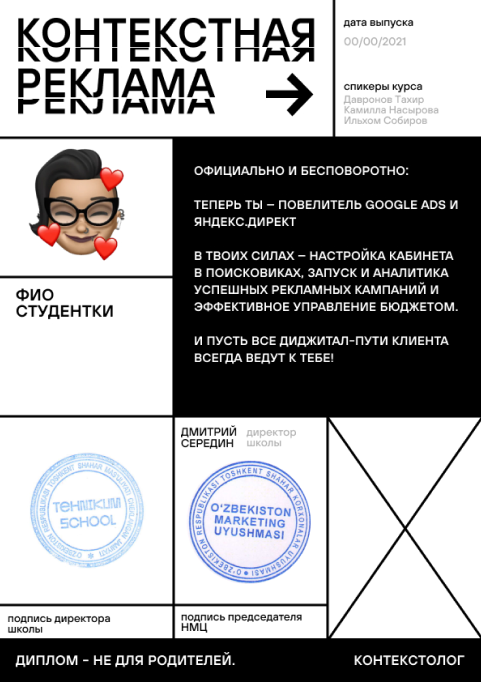 КОНТЕКСТНАЯ
РЕКЛАМА
дата выпуска
00/00/2021
спикеры курса
Давронов Тахир
Камилла Насырова
Ильхом Собиров
ОФИЦИАЛЬНО И БЕСПОВОРОТНО:
ТЕПЕРЬ ТЫ – ПОВЕЛИТЕЛЬ GOOGLE ADS И
ЯНДЕКС.ДИРЕКТ
В ТВОИХ СИЛАХ – НАСТРОЙКА КАБИНЕТА
В ПОИСКОВИКАХ, ЗАПУСК И АНАЛИТИКА
УСПЕШНЫХ РЕКЛАМНЫХ КАМПАНИЙ И
ЭФФЕКТИВНОЕ УПРАВЛЕНИЕ БЮДЖЕТОМ.
И ПУСТЬ ВСЕ ДИДЖИТАЛ-ПУТИ КЛИЕНТА
ВСЕГДА ВЕДУТ К ТЕБЕ!
ФИО
СТУДЕНТКИ
ДМИТРИЙ
СЕРЕДИН
директор
школы
TEHNIKUM
SCHOOL
O'ZBEKISTON RESPUBLIKASI TOSHKENT SHAHAR KORXONALAR UYUSHMASI
O'ZBEKISTON
MARKETING
UYUSHMASI
подпись директора
школы
подпись председателя
НМЦ
ДИПЛОМ - НЕ ДЛЯ РОДИТЕЛЕЙ.
КОНТЕКСТОЛОГ